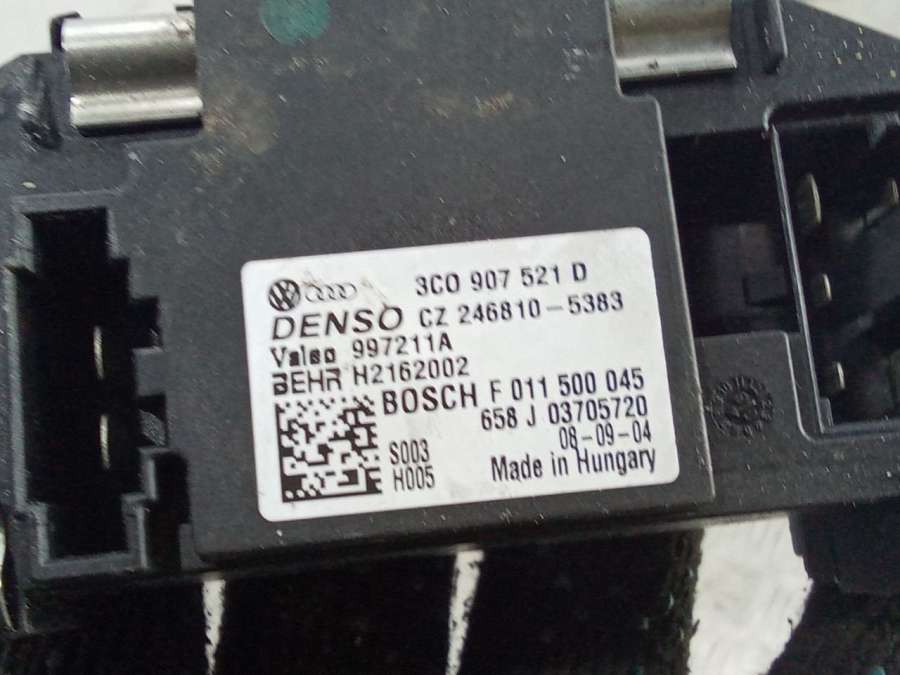 3C0 907 521 D
DENSO CZ 246810-5383
Valeo 997211A
BEHR H2162002
BOSCH F 011 500 045
658 J 03705720
S003 08-09-04
H005 Made in Hungary